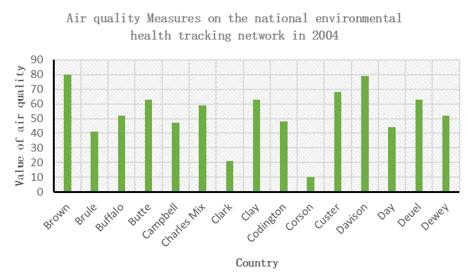 Air quality Measures on the national environmental
health tracking network in 2004
Value of air quality
90
80
70
60
50
40
30
20
10
0
Brown
Brule
Buffalo
Butte
Campbell
Charles Mix
Clark
Clay
Codington
Corson
Custer
Davison
Day
Deuel
Dewey
Country